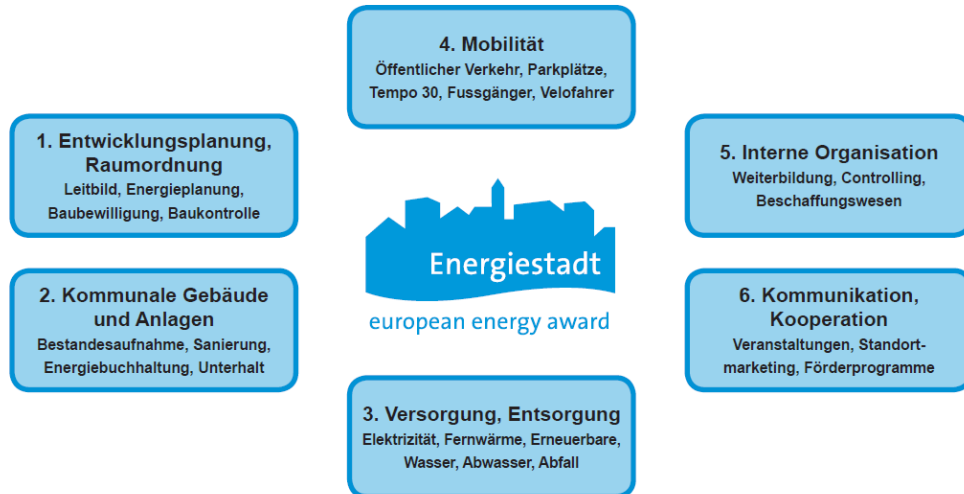 4. Mobilität
Öffentlicher Verkehr, Parkplätze,
Tempo 30, Fussgänger, Velofahrer
1. Entwicklungsplanung,
Raumordnung
Leitbild, Energieplanung,
Baubewilligung, Baukontrolle
5. Interne Organisation
Weiterbildung, Controlling,
Beschaffungswesen
Energiestadt
european energy award
2. Kommunale Gebäude
und Anlagen
Bestandesaufnahme, Sanierung,
Energiebuchhaltung, Unterhalt
6. Kommunikation,
Kooperation
Veranstaltungen, Standort-
marketing, Förderprogramme
3. Versorgung, Entsorgung
Elektrizität, Fernwärme, Erneuerbare,
Wasser, Abwasser, Abfall